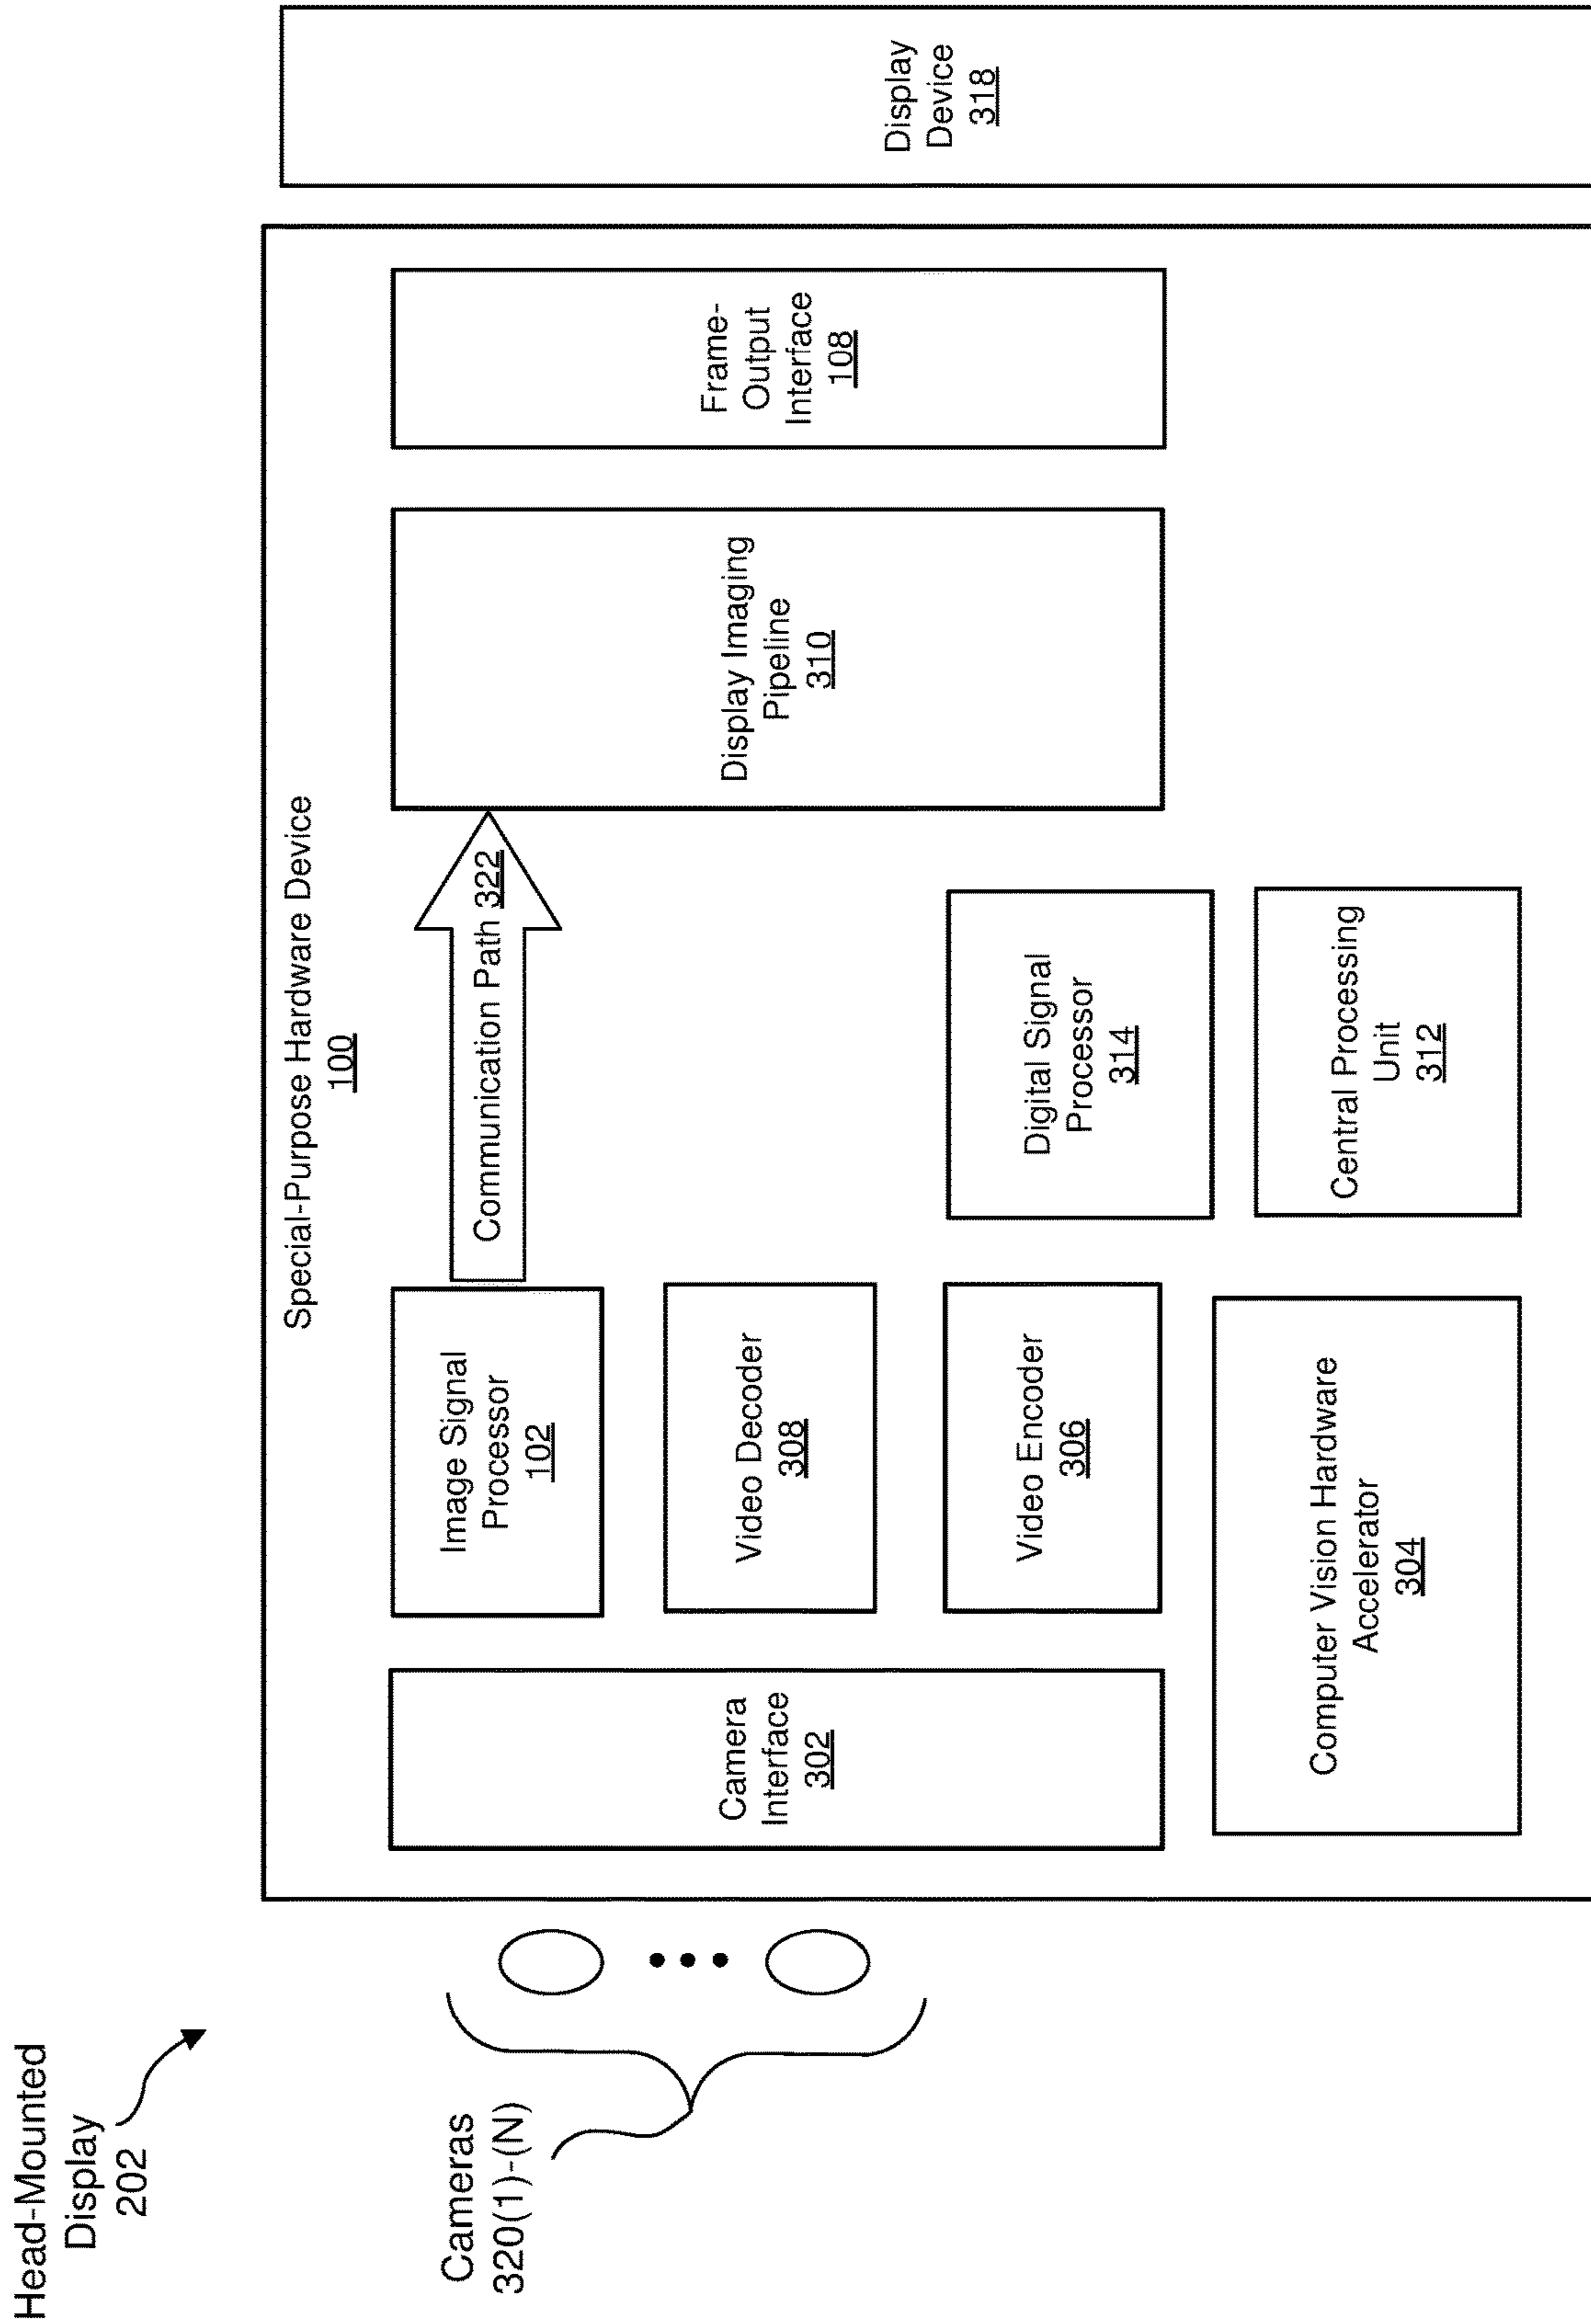 Head-Mounted
Display
202
Cameras
320(1)-(N)
Special-Purpose Hardware Device
100
Camera
Interface
302
Image Signal
Processor
102
Communication Path 322
Display Imaging
Pipeline
310
Frame-
Output
Interface
108
Display
Device
318
Video Decoder
308
Video Encoder
306
Digital Signal
Processor
314
Computer Vision Hardware
Accelerator
304
Central Processing
Unit
312